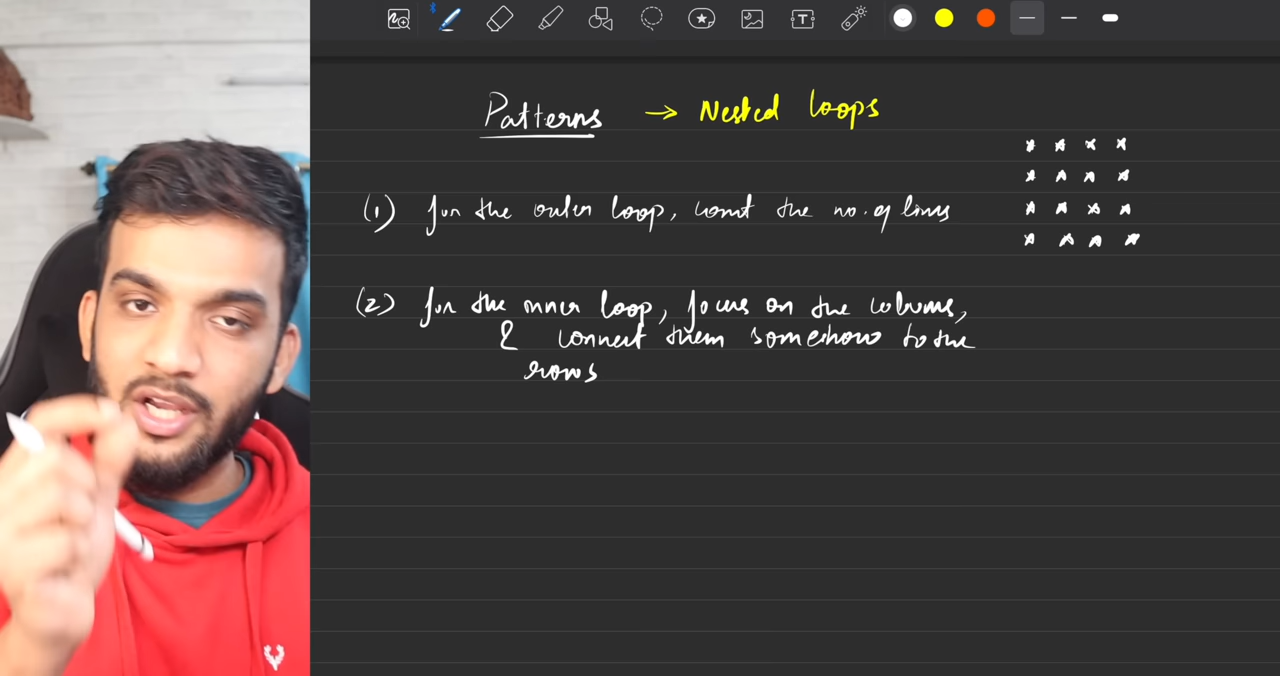 Patterns → Nested loops
(1) for the outer loop, count the no. of lines
(2) for the inner loop, focus on the columns,
& connect them somehow to the
rows
* * * *
* * * *
* * * *
* * * *